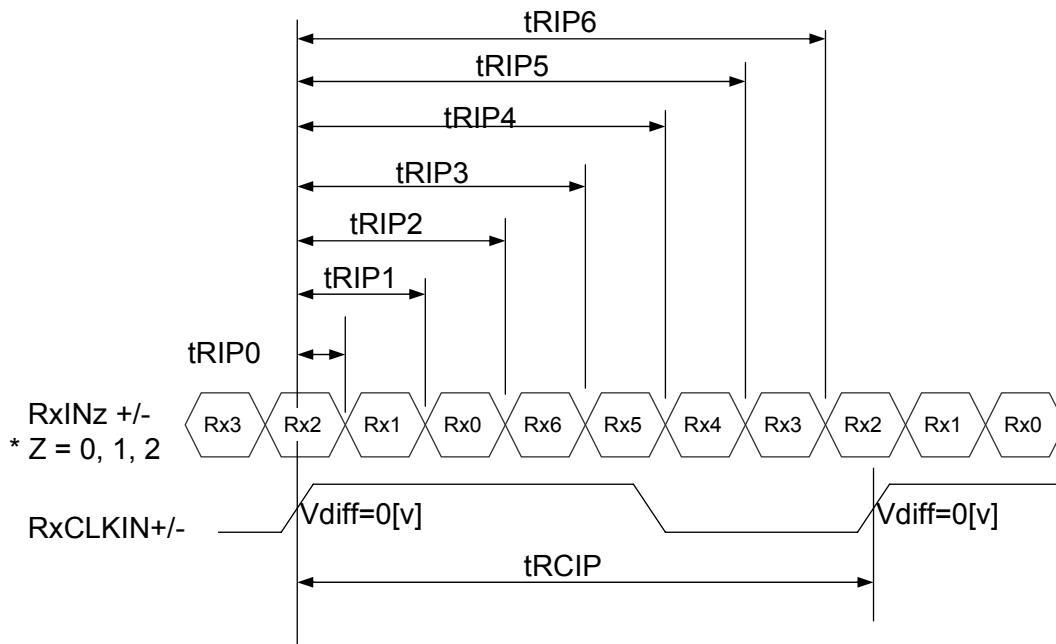 tRIP6
tRIP5
tRIP4
tRIP3
tRIP2
tRIP1
tRIP0
RxINz +/-
* Z = 0, 1, 2
Rx3 Rx2 Rx1 Rx0 Rx6 Rx5 Rx4 Rx3 Rx2 Rx1 Rx0
RxCLKIN+/-
Vdiff=0[v] Vdiff=0[v]
tRCIP